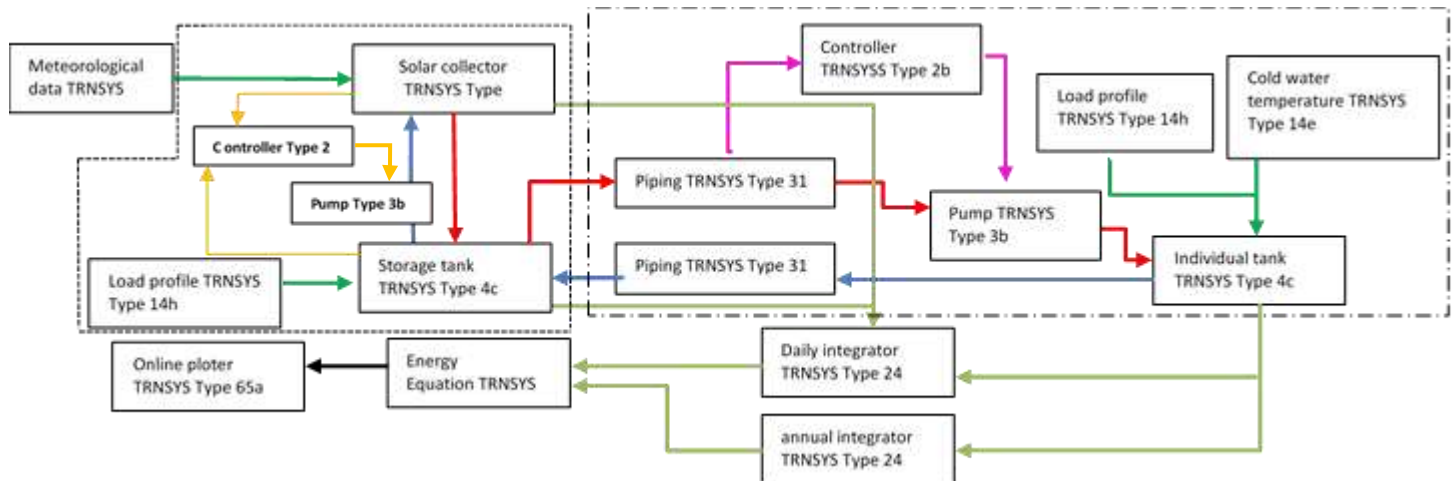 Meteorological
data TRNSYS
Solar collector
TRNSYS Type
C ontroller Type 2
Pump Type 3b
Load profile TRNSYS
Type 14h
Storage tank
TRNSYS Type 4c
Controller
TRNSYSS Type 2b
Load profile
TRNSYS Type 14h
Cold water
temperature TRNSYS
Type 14e
Piping TRNSYS Type 31
Pump TRNSYS
Type 3b
Piping TRNSYS Type 31
Individual tank
TRNSYS Type 4c
Online ploter
TRNSYS Type 65a
Energy
Equation TRNSYS
Daily integrator
TRNSYS Type 24
annual integrator
TRNSYS Type 24